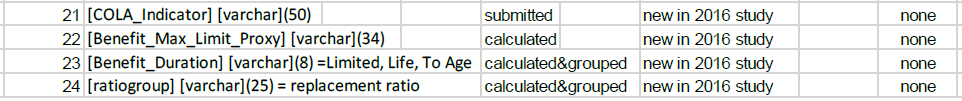 21 [COLA_Indicator] [varchar](50) submitted new in 2016 study none
22 [Benefit_Max_Limit_Proxy] [varchar](34) calculated new in 2016 study none
23 [Benefit_Duration] [varchar](8) =Limited, Life, To Age calculated&grouped new in 2016 study none
24 [ratiogroup] [varchar](25) = replacement ratio calculated&grouped new in 2016 study none